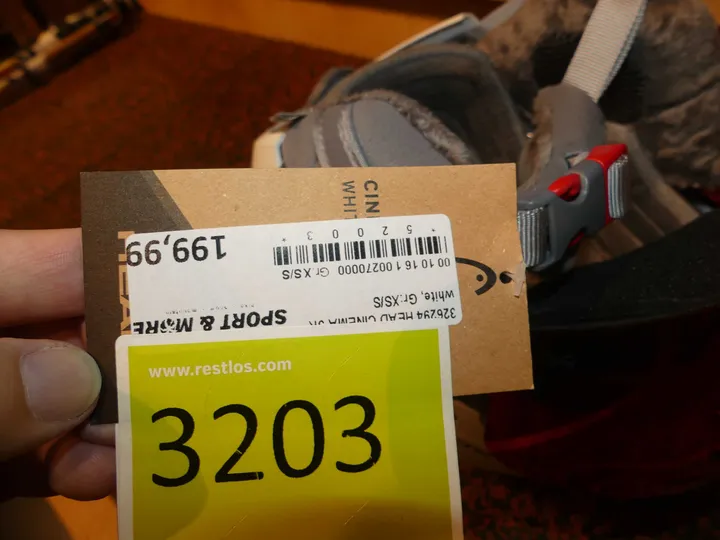 CIN
WHIT
199,99
* 5 2 0 0 3 *
00 10 16 1 00270000 Gr.XS/S
white, Gr:XS/S
326294 HEAD CINEMA
SPORT & MORE
www.restlos.com
3203